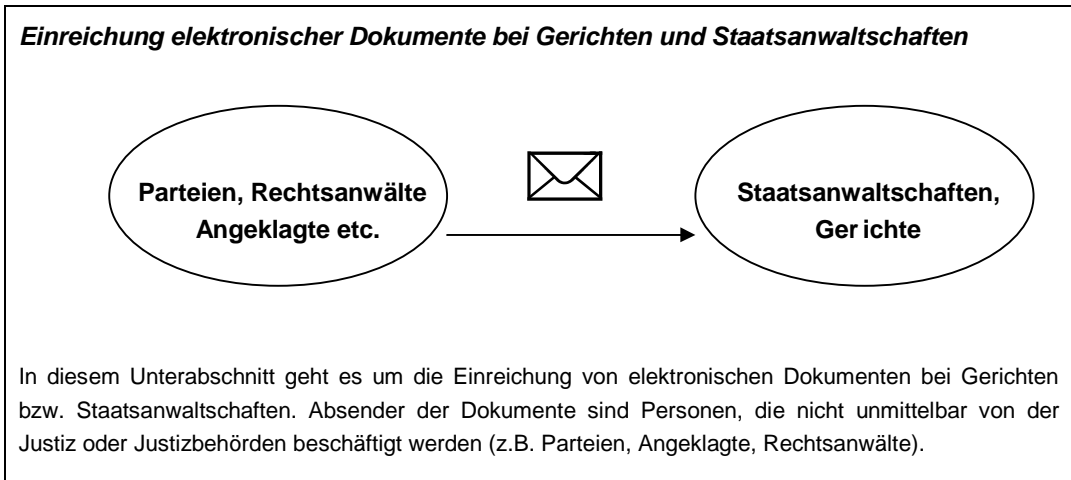 Einreichung elektronischer Dokumente bei Gerichten und Staatsanwaltschaften
Parteien, Rechtsanwälte
Angeklagte etc.
Staatsanwaltschaften,
Ger ichte
In diesem Unterabschnitt geht es um die Einreichung von elektronischen Dokumenten bei Gerichten
bzw. Staatsanwaltschaften. Absender der Dokumente sind Personen, die nicht unmittelbar von der
Justiz oder Justizbehörden beschäftigt werden (z.B. Parteien, Angeklagte, Rechtsanwälte).